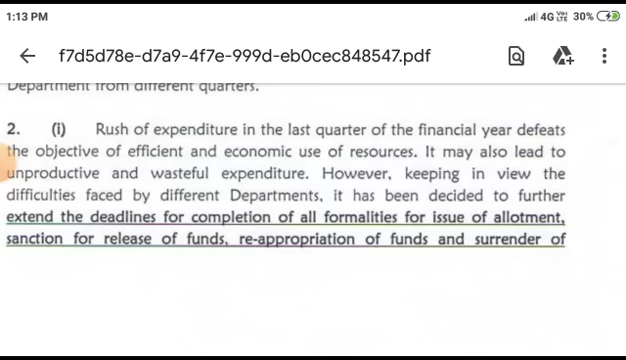 1:13 PM 4G VoI LTE 30%
f7d5d78e-d7a9-4f7e-999d-eb0cec848547.pdf
Department from different quarters.
2. (i) Rush of expenditure in the last quarter of the financial year defeats
the objective of efficient and economic use of resources. It may also lead to
unproductive and wasteful expenditure. However, keeping in view the
difficulties faced by different Departments, it has been decided to further
extend the deadlines for completion of all formalities for issue of allotment,
sanction for release of funds, re-appropriation of funds and surrender of